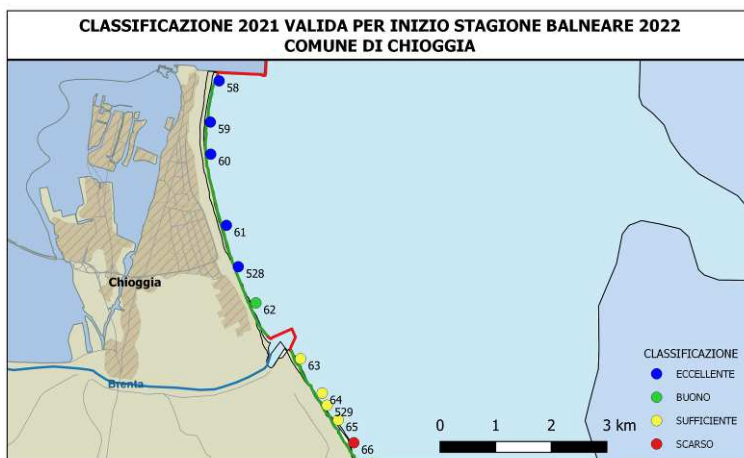 CLASSIFICAZIONE 2021 VALIDA PER INIZIO STAGIONE BALNEARE 2022
COMUNE DI CHIOGGIA
58
59
60
61
528
Chioggia
62
63
Brenta
64
529
65
66
CLASSIFICAZIONE
ECCELLENTE
BUONO
SUFFICIENTE
SCARSO
0 1 2 3 km